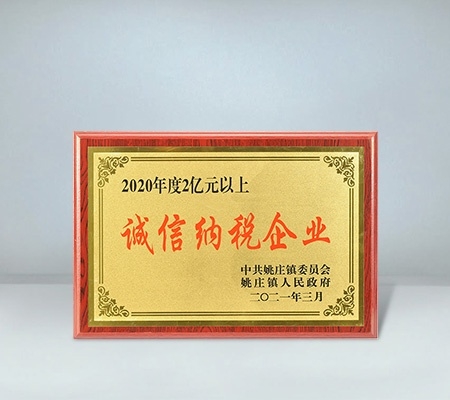 2020年度2亿元以上
诚信纳税企业
中共姚庄镇委员会
姚庄镇人民政府
二〇二一年三月